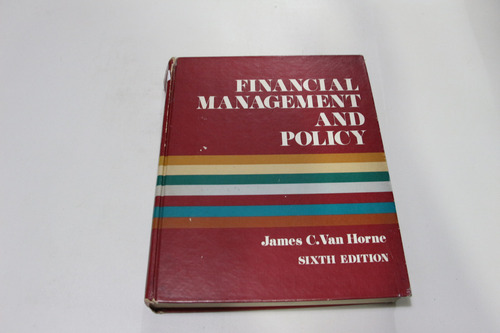 FINANCIAL
MANAGEMENT
AND
POLICY
James C. Van Horne
SIXTH EDITION